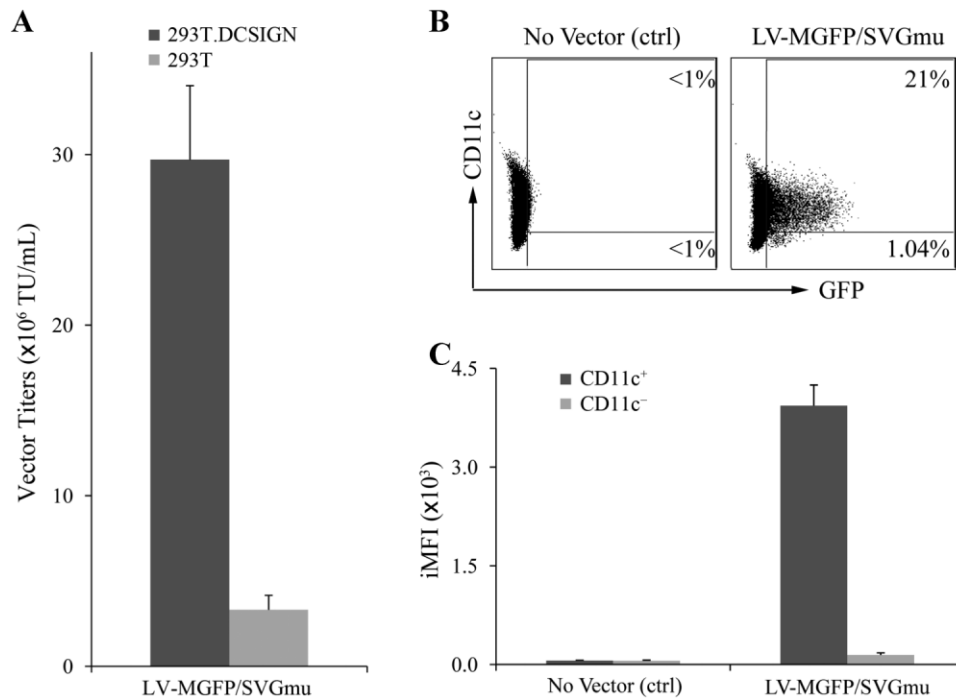 A
293T.DCSIGN
293T
Vector Titers (x10⁶ TU/mL)
30
20
10
0
LV-MGFP/SVGmu
B
No Vector (ctrl)
LV-MGFP/SVGmu
<1%
21%
CD11c
<1%
1.04%
GFP
C
CD11c⁺
CD11c⁻
iMFI (x10³)
4.5
3.0
1.5
0.0
No Vector (ctrl)
LV-MGFP/SVGmu